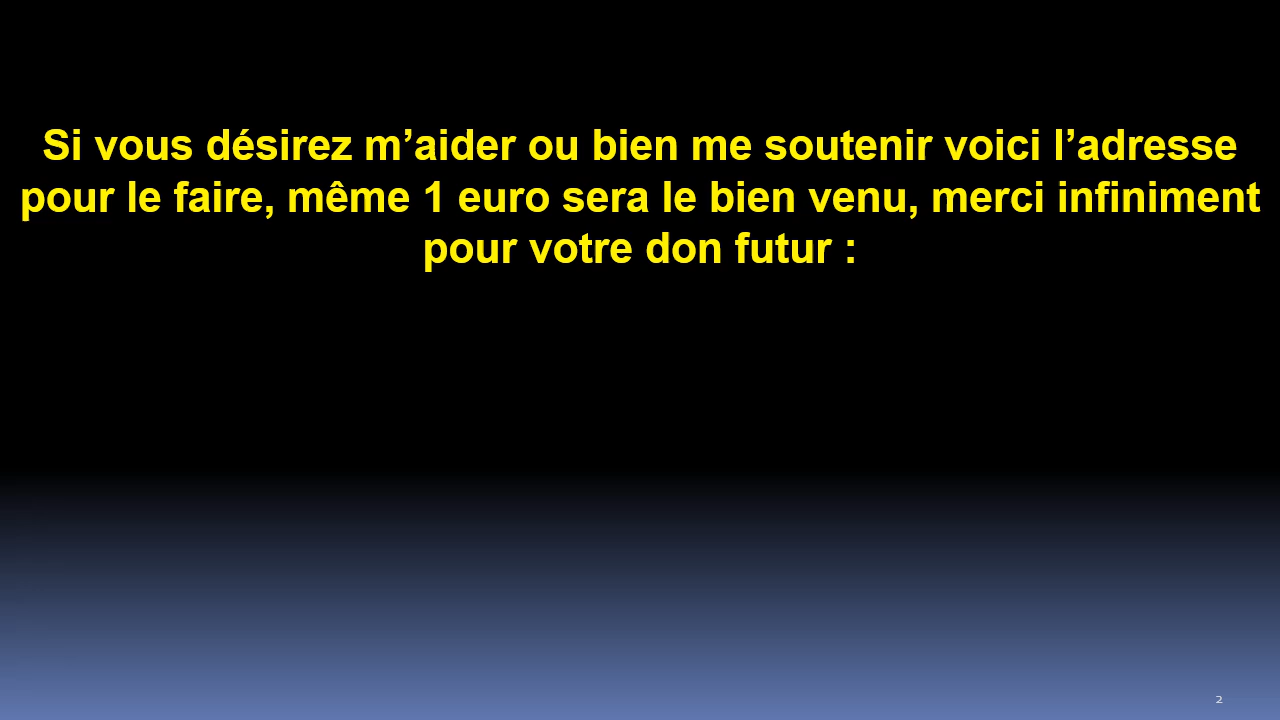 Si vous désirez m’aider ou bien me soutenir voici l’adresse
pour le faire, même 1 euro sera le bien venu, merci infiniment
pour votre don futur :
2